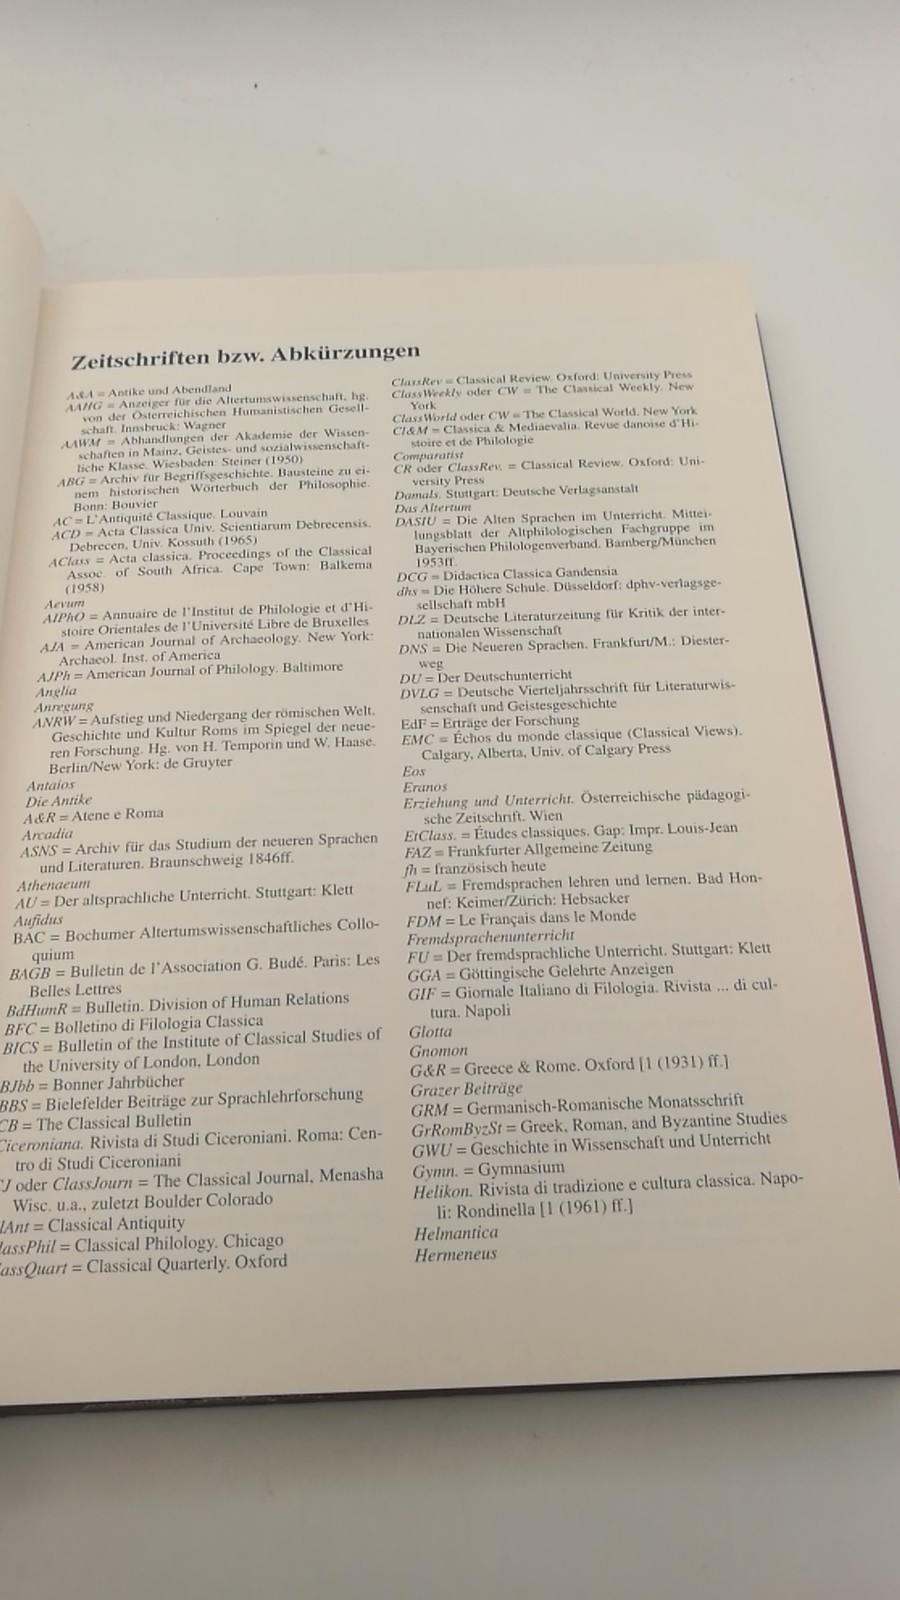 Zeitschriften bzw. Abkürzungen
A&A = Antike und Abendland
AAHG = Anzeiger für die Altertumswissenschaft, hg.
von der Österreichischen Humanistischen Gesell-
schaft. Innsbruck: Wagner
AAWM = Abhandlungen der Akademie der Wissen-
schaften in Mainz, Geistes- und sozialwissenschaft-
liche Klasse. Wiesbaden: Steiner (1950)
ABG = Archiv für Begriffsgeschichte. Bausteine zu ei-
nem historischen Wörterbuch der Philosophie.
Bonn: Bouvier
AC = L'Antiquité Classique. Louvain
ACD = Acta Classica Univ. Scientiarum Debrecensis.
Debrecen, Univ. Kossuth (1965)
AClass = Acta classica. Proceedings of the Classical
Assoc. of South Africa. Cape Town: Balkema
(1958)
Aevum
AIPhO = Annuaire de l'Institut de Philologie et d'Hi-
stoire Orientales de l'Université Libre de Bruxelles
AJA = American Journal of Archaeology. New York:
Archaeol. Inst. of America
AJPh = American Journal of Philology. Baltimore
Anglia
Anregung
ANRW = Aufstieg und Niedergang der römischen Welt.
Geschichte und Kultur Roms im Spiegel der neue-
ren Forschung. Hg. von H. Temporin und W. Haase.
Berlin/New York: de Gruyter
Antaios
Die Antike
A&R = Atene e Roma
Arcadia
ASNS = Archiv für das Studium der neueren Sprachen
und Literaturen. Braunschweig 1846ff.
Athenaeum
AU = Der altsprachliche Unterricht. Stuttgart: Klett
Aufidus
BAC = Bochumer Altertumswissenschaftliches Collo-
quium
BAGB = Bulletin de l'Association G. Budé. Paris: Les
Belles Lettres
BdHumR = Bulletin. Division of Human Relations
BFC = Bolletino di Filologia Classica
BICS = Bulletin of the Institute of Classical Studies of
the University of London, London
BJbb = Bonner Jahrbücher
BBS = Bielefelder Beiträge zur Sprachlehrforschung
CB = The Classical Bulletin
Ciceroniana. Rivista di Studi Ciceroniani. Roma: Cen-
tro di Studi Ciceroniani
CJ oder ClassJourn = The Classical Journal, Menasha
Wisc. u.a., zuletzt Boulder Colorado
lAnt = Classical Antiquity
lassPhil = Classical Philology. Chicago
assQuart = Classical Quarterly. Oxford
ClassRev = Classical Review. Oxford: University Press
ClassWeekly oder CW = The Classical Weekly. New
York
ClassWorld oder CW = The Classical World. New York
Cl&M = Classica & Mediaevalia. Revue danoise d'Hi-
stoire et de Philologie
Comparatist
CR oder ClassRev. = Classical Review. Oxford: Uni-
versity Press
Damals. Stuttgart: Deutsche Verlagsanstalt
Das Altertum
DASIU = Die Alten Sprachen im Unterricht. Mittei-
lungsblatt der Altphilologischen Fachgruppe im
Bayerischen Philologenverband. Bamberg/München
1953ff.
DCG = Didactica Classica Gandensia
dhs = Die Höhere Schule. Düsseldorf: dphv-verlagsge-
sellschaft mbH
DLZ = Deutsche Literaturzeitung für Kritik der inter-
nationalen Wissenschaft
DNS = Die Neueren Sprachen. Frankfurt/M.: Diester-
weg
DU = Der Deutschunterricht
DVLG = Deutsche Vierteljahrsschrift für Literaturwis-
senschaft und Geistesgeschichte
EdF = Erträge der Forschung
EMC = Échos du monde classique (Classical Views).
Calgary, Alberta, Univ. of Calgary Press
Eos
Eranos
Erziehung und Unterricht. Österreichische pädagogi-
sche Zeitschrift. Wien
EtClass. = Études classiques. Gap: Impr. Louis-Jean
FAZ = Frankfurter Allgemeine Zeitung
fh = französisch heute
FLuL = Fremdsprachen lehren und lernen. Bad Hon-
nef: Keimer/Zürich: Hebsacker
FDM = Le Français dans le Monde
Fremdsprachenunterricht
FU = Der fremdsprachliche Unterricht. Stuttgart: Klett
GGA = Göttingische Gelehrte Anzeigen
GIF = Giornale Italiano di Filologia. Rivista ... di cul-
tura. Napoli
Glotta
Gnomon
G&R = Greece & Rome. Oxford [1 (1931) ff.]
Grazer Beiträge
GRM = Germanisch-Romanische Monatsschrift
GrRomByzSt = Greek, Roman, and Byzantine Studies
GWU = Geschichte in Wissenschaft und Unterricht
Gymn. = Gymnasium
Helikon. Rivista di tradizione e cultura classica. Napo-
li: Rondinella [1 (1961) ff.]
Helmantica
Hermeneus